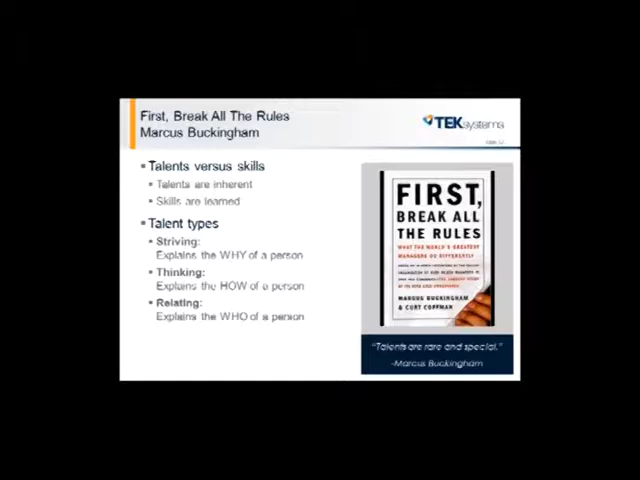 First, Break All The Rules
Marcus Buckingham
TEKsystems
Talents versus skills
Talents are inherent
Skills are learned
Talent types
Striving:
Explains the WHY of a person
Thinking:
Explains the HOW of a person
Relating:
Explains the WHO of a person
FIRST,
BREAK ALL
THE RULES
WHAT THE WORLD'S GREATEST
MANAGERS DO DIFFERENTLY
MARCUS BUCKINGHAM
& CURT COFFMAN
"Talents are rare and special."
-Marcus Buckingham